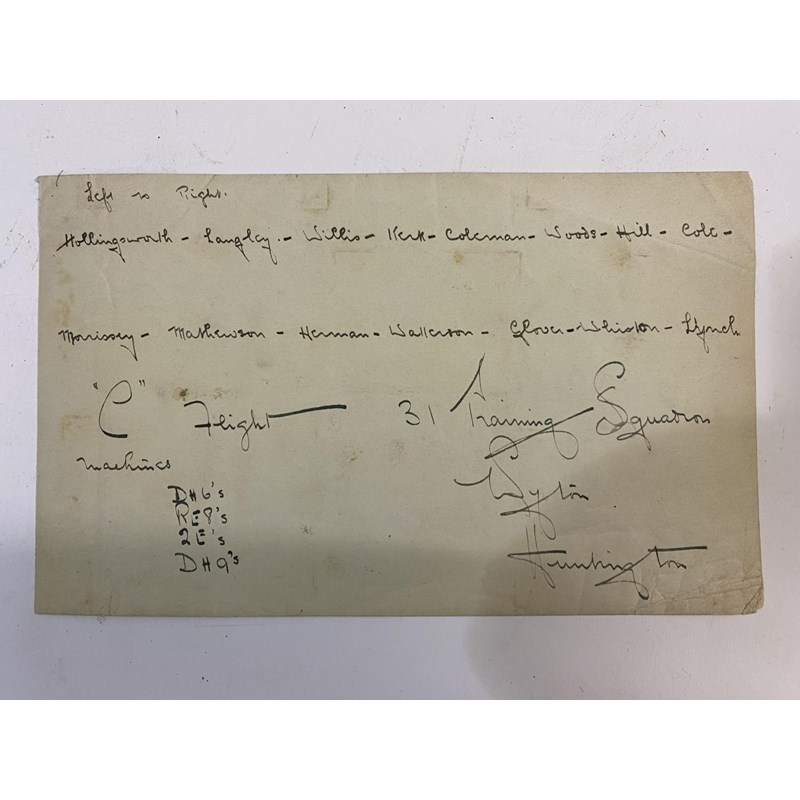 Left to Right.
Hollingsworth - Langley. - Willis - Kerk - Coleman - Woods - Hill - Cole -
Morrissey - Mathewson - Herman - Watterson - Glover - Whiston - Lynch
"C" Flight 31 Training Squadron
Machines Wyton
DH6's
RE8's
2E's
DH9's Huntington